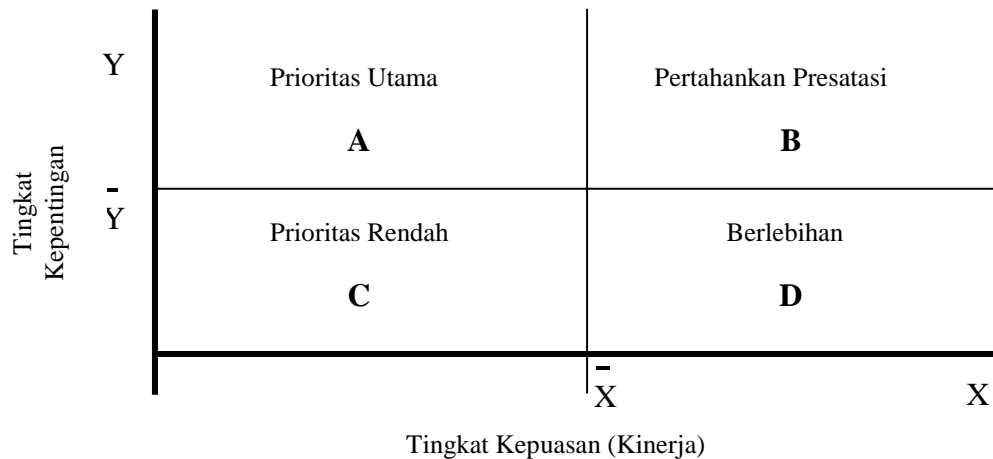 Y
Prioritas Utama
Pertahankan Presatasi
A
B
Tingkat
Kepentingan
Y̅
Prioritas Rendah
Berlebihan
C
D
X̅
X
Tingkat Kepuasan (Kinerja)